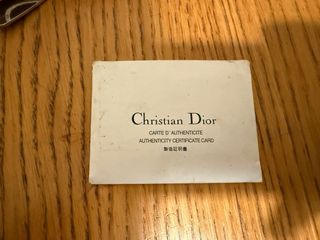 Christian Dior
CARTE D'AUTHENTICITE
AUTHENTICITY CERTIFICATE CARD